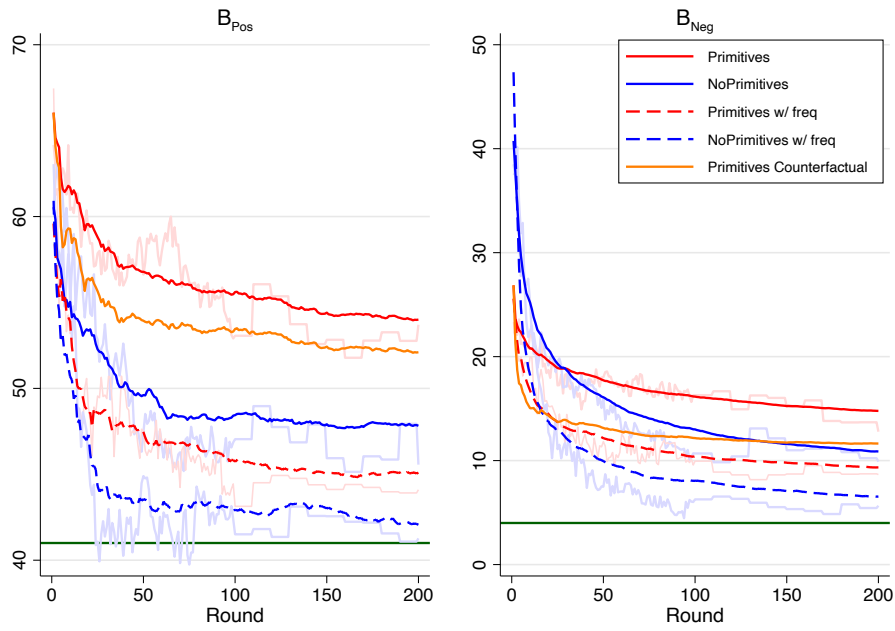 B_Pos
70
60
50
40
0
50
100
150
200
Round
B_Neg
50
40
30
20
10
0
0
50
100
150
200
Round
Primitives
NoPrimitives
Primitives w/ freq
NoPrimitives w/ freq
Primitives Counterfactual